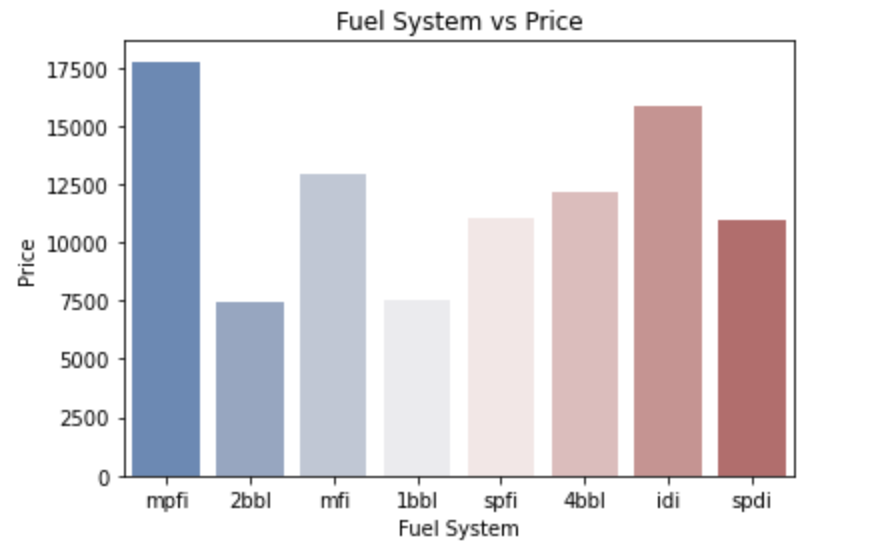 Fuel System vs Price
17500
15000
12500
10000
7500
5000
2500
0
Price
mpfi 2bbl mfi 1bbl spfi 4bbl idi spdi
Fuel System